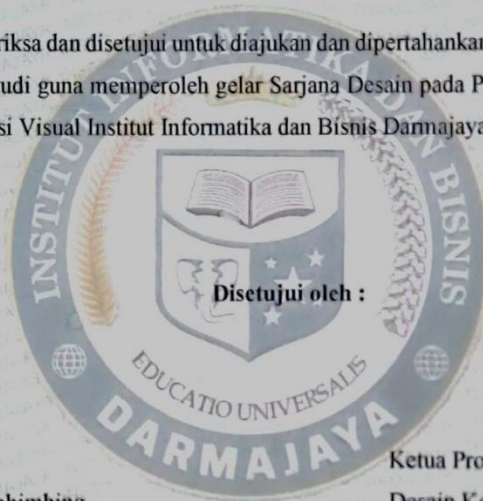 riksa dan disetujui untuk diajukan dan dipertahankan
udi guna memperoleh gelar Sarjana Desain pada P
si Visual Institut Informatika dan Bisnis Darmajaya
INSTITUT INFORMATIKA DAN BISNIS
Disetujui oleh :
EDUCATIO UNIVERSALIS
DARMAJAYA
Ketua Pro